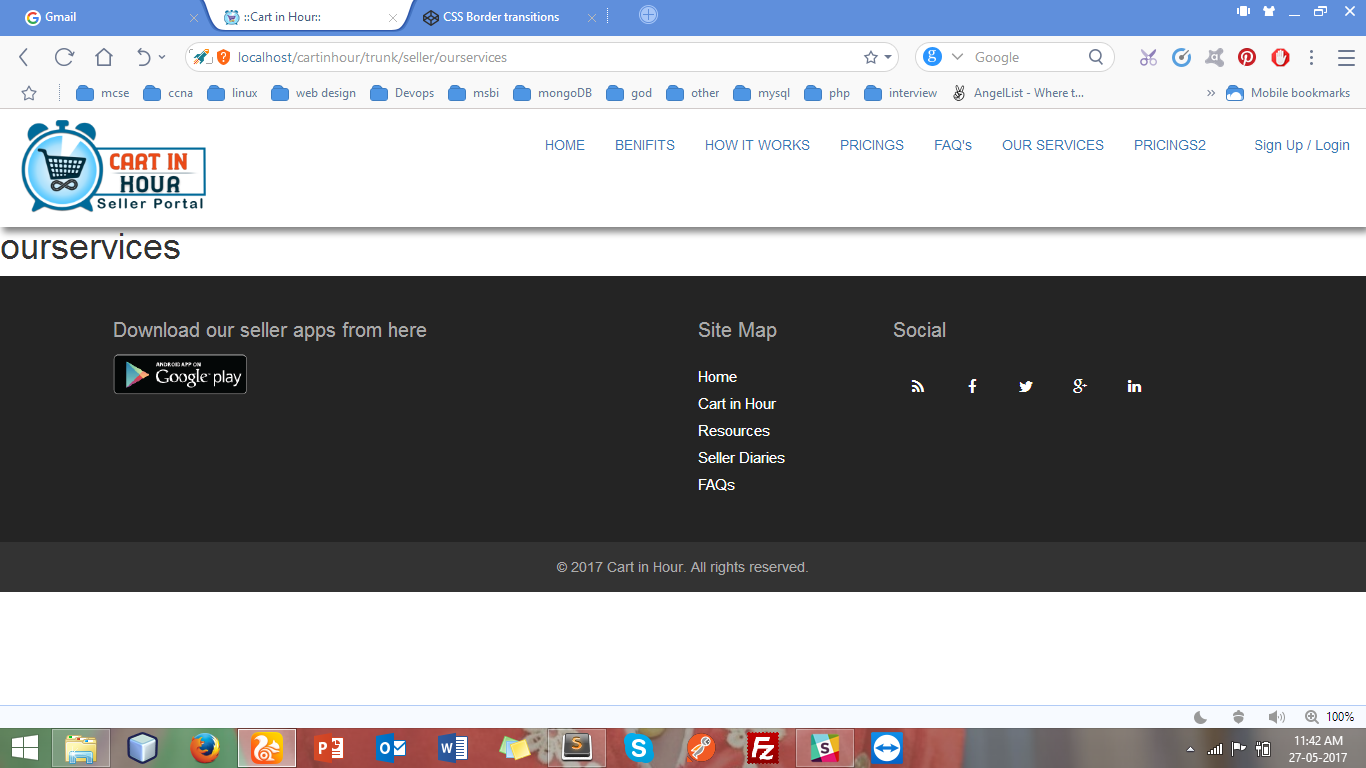 Gmail
::Cart in Hour::
CSS Border transitions
localhost/cartinhour/trunk/seller/ourservices
g
Google
mcse
ccna
linux
web design
Devops
msbi
mongoDB
god
other
mysql
php
interview
AngelList - Where t...
»
Mobile bookmarks
CART IN
HOUR
Seller Portal
HOME
BENIFITS
HOW IT WORKS
PRICINGS
FAQ's
OUR SERVICES
PRICINGS2
Sign Up / Login
ourservices
Download our seller apps from here
Site Map
Social
ANDROID APP ON
Google play
Home
Cart in Hour
Resources
Seller Diaries
FAQs
© 2017 Cart in Hour. All rights reserved.
100%
11:42 AM
27-05-2017